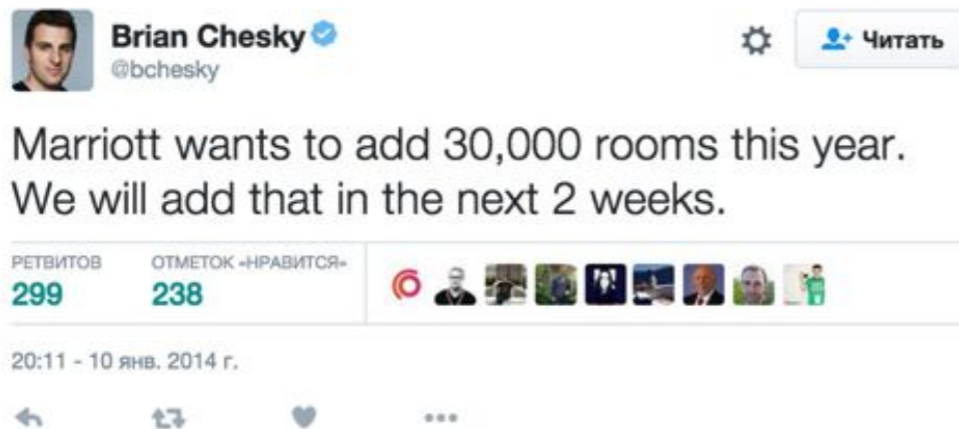 Brian Chesky
Читать
@bchesky
Marriott wants to add 30,000 rooms this year.
We will add that in the next 2 weeks.
РЕТВИТОВ ОТМЕТОК «НРАВИТСЯ»
299 238
20:11 - 10 янв. 2014 г.